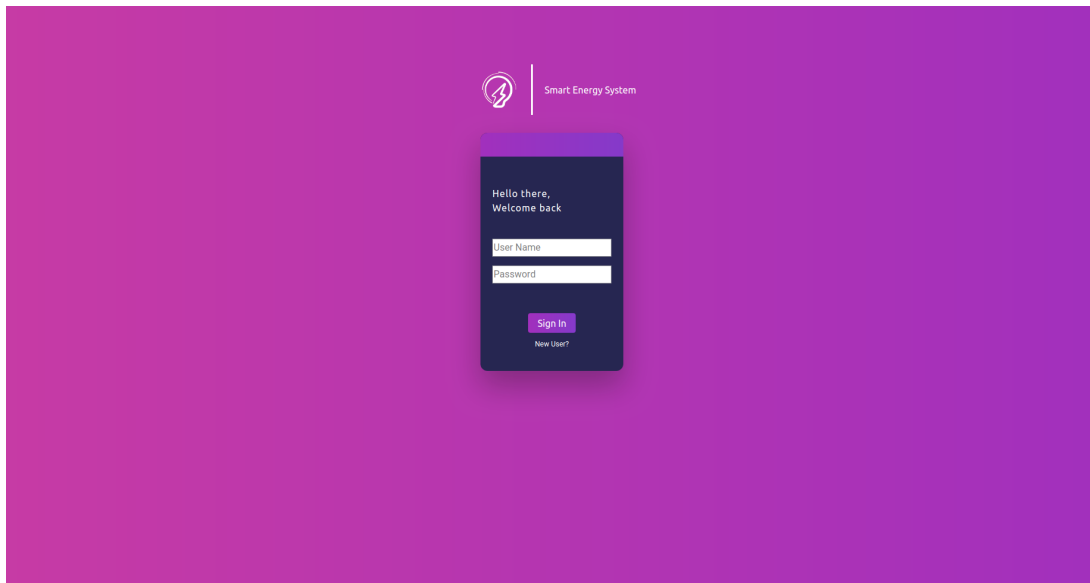 Smart Energy System
Hello there,
Welcome back
User Name
Password
Sign In
New User?